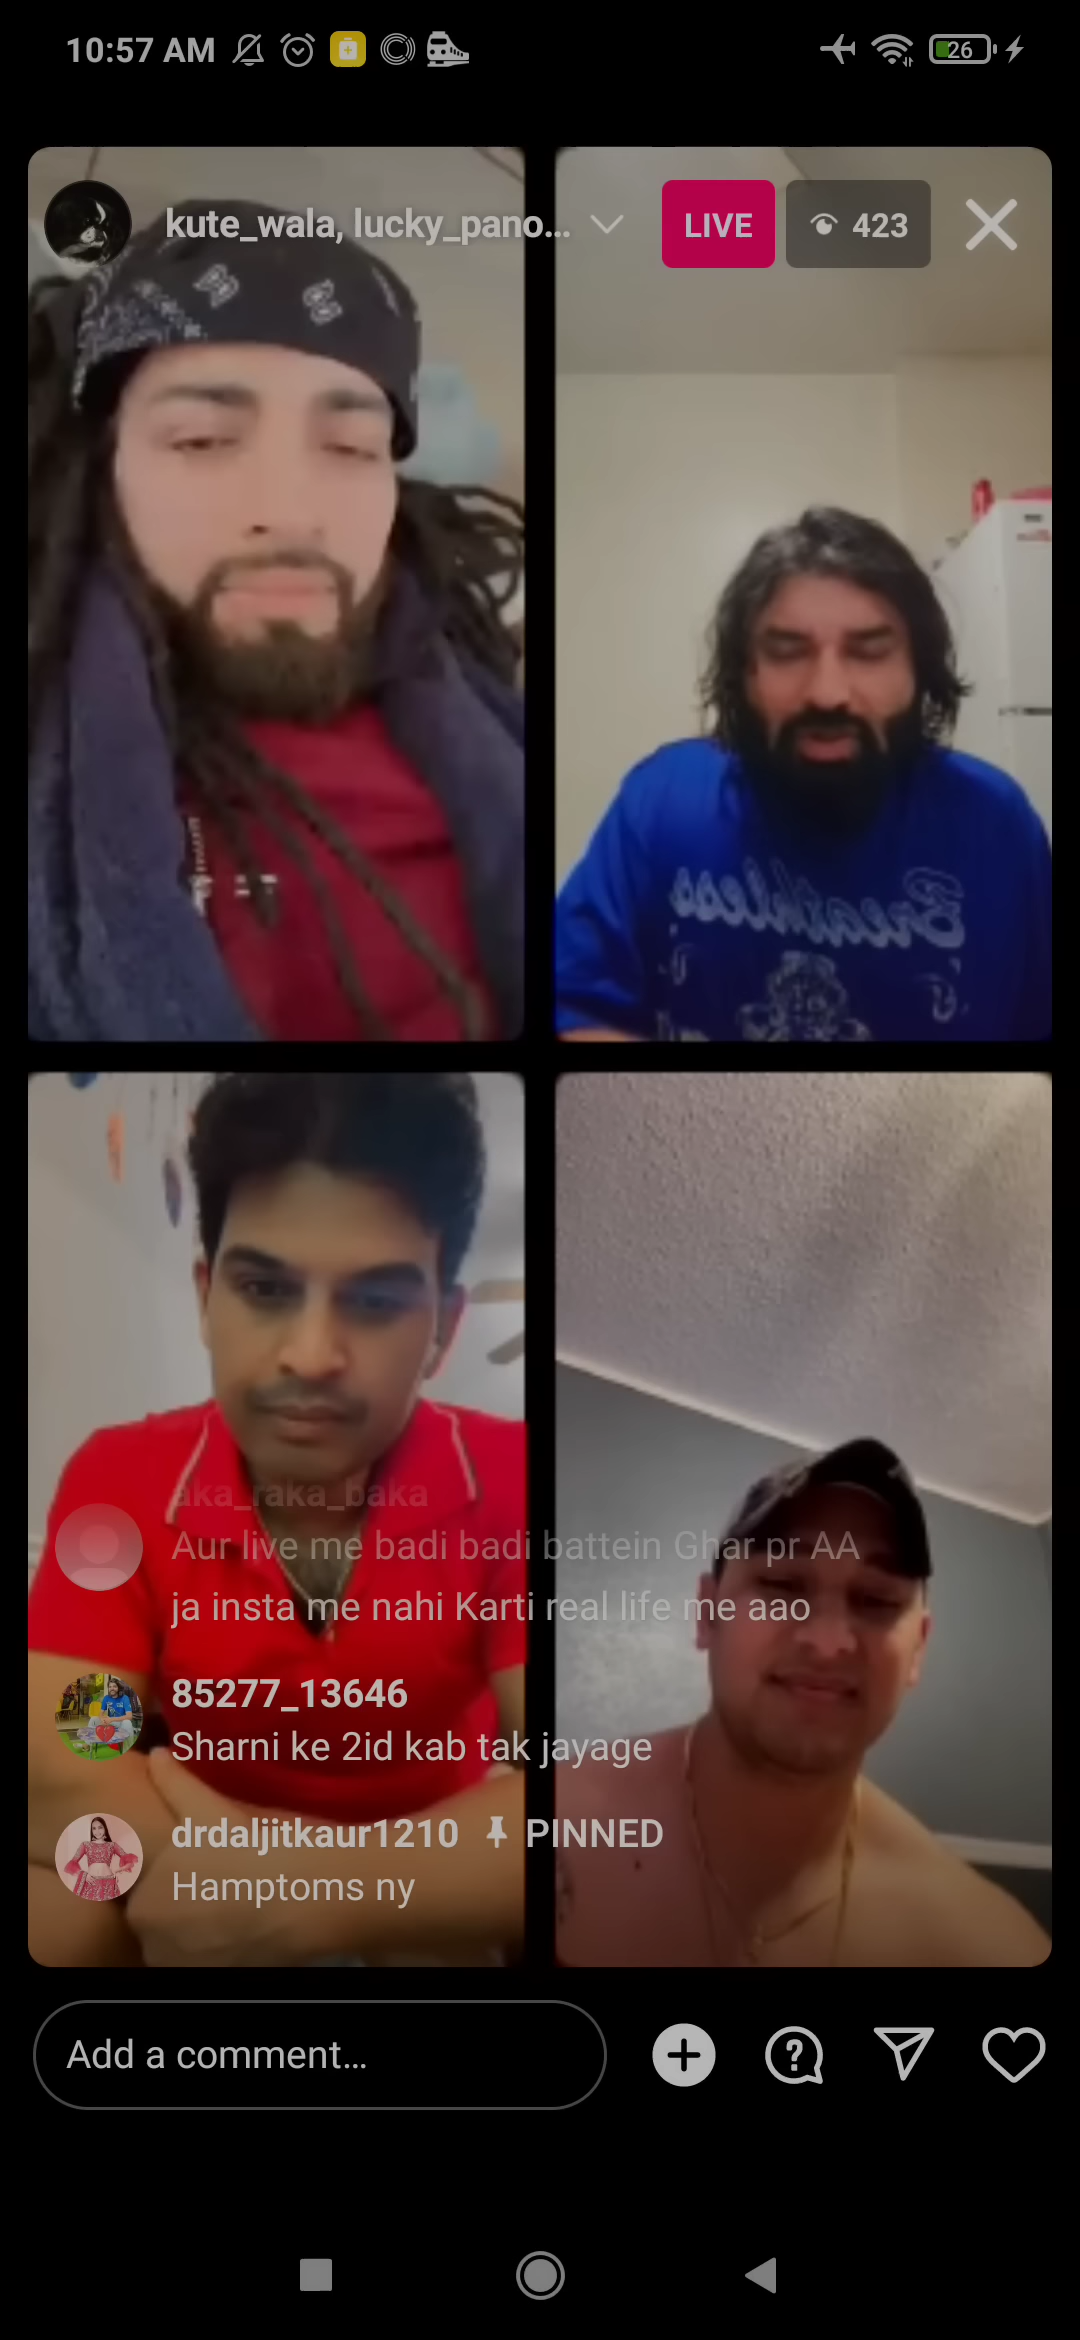 10:57 AM
26
kute_wala, lucky_pano...
LIVE
423
Breathless
aka_raka_baka
Aur live me badi badi battein Ghar pr AA
ja insta me nahi Karti real life me aao
85277_13646
Sharni ke 2id kab tak jayage
drdaljitkaur1210 PINNED
Hamptoms ny
Add a comment...